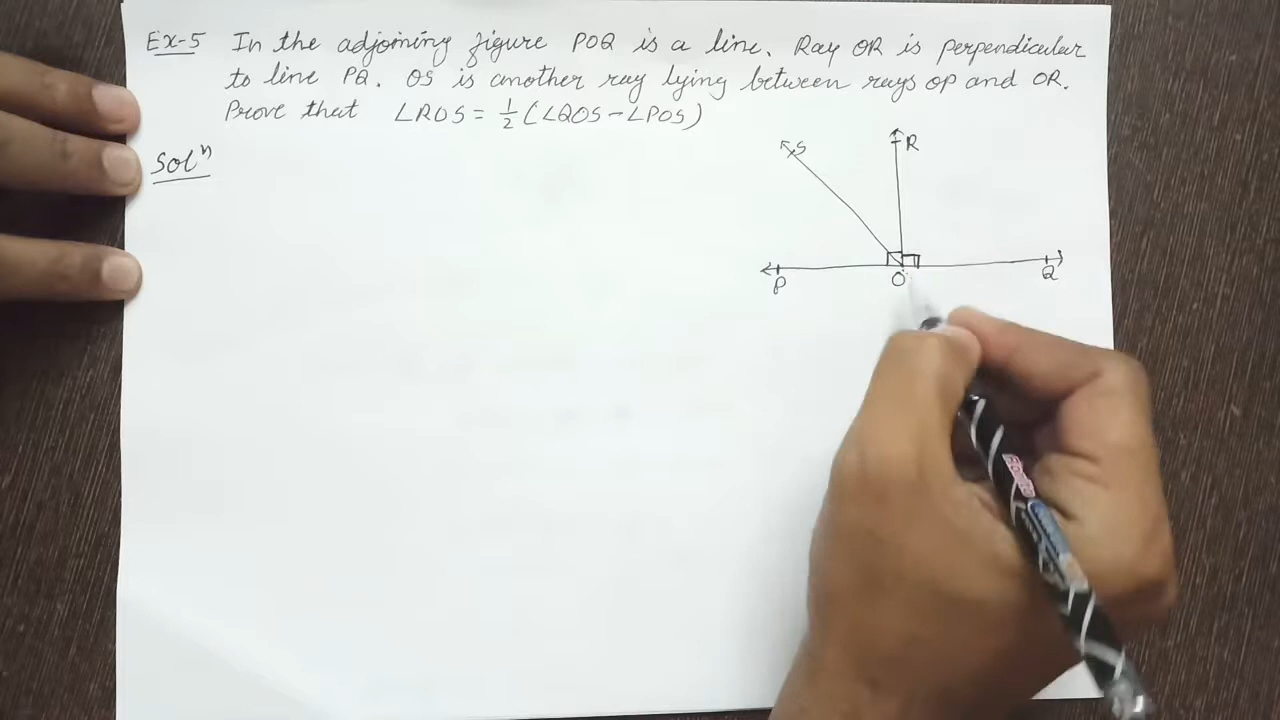 Ex-5 In the adjoining figure POQ is a line. Ray OR is perpendicular
to line PQ. OS is another ray lying between rays OP and OR.
Prove that ∠ROS = 1/2 (∠QOS - ∠POS)
Solⁿ
S
R
P
O
Q